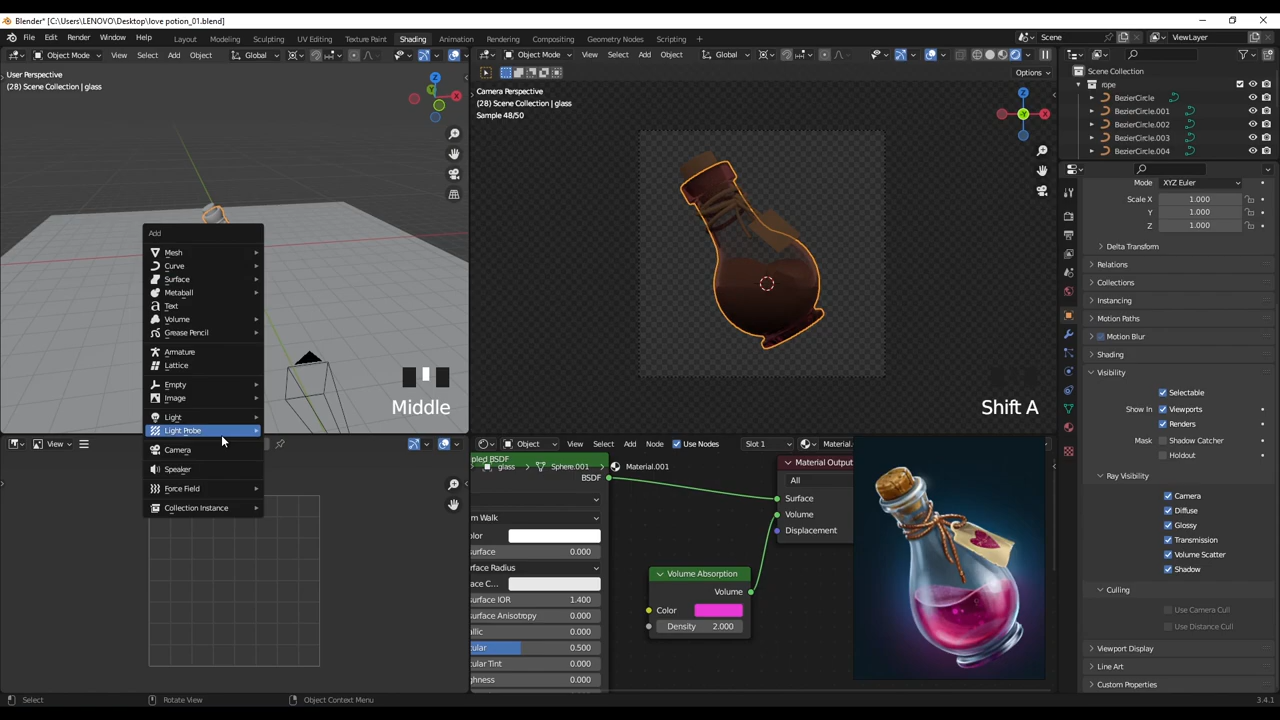 Blender* [C:\Users\LENOVO\Desktop\love potion_01.blend]
File Edit Render Window Help Layout Modeling Sculpting UV Editing Texture Paint Shading Animation Rendering Compositing Geometry Nodes Scripting + Scene ViewLayer
Object Mode View Select Add Object Global
Object Mode View Select Add Object Global
Options
User Perspective
(28) Scene Collection | glass
Camera Perspective
(28) Scene Collection | glass
Sample 48/50
Z
X
Y
Z
X
Y
Scene Collection
rope
BezierCircle
BezierCircle.001
BezierCircle.002
BezierCircle.003
BezierCircle.004
Add
Mesh
Curve
Surface
Metaball
Text
Volume
Grease Pencil
Armature
Lattice
Empty
Image
Light
Light Probe
Camera
Speaker
Force Field
Collection Instance
Middle
Shift A
View
Object View Select Add Node Use Nodes Slot 1 Material.
glass > Sphere.001 > Material.001
BSDF
BSDF
0.000
IOR 1.400
Anisotropy 0.000
0.000
0.500
Tint 0.000
0.000
Material Output
All
Surface
Volume
Displacement
Volume Absorption
Volume
Color
Density 2.000
Mode XYZ Euler
Scale X 1.000
Y 1.000
Z 1.000
Delta Transform
Relations
Collections
Instancing
Motion Paths
Motion Blur
Shading
Visibility
Selectable
Show In Viewports
Renders
Mask Shadow Catcher
Holdout
Ray Visibility
Camera
Diffuse
Glossy
Transmission
Volume Scatter
Shadow
Culling
Use Camera Cull
Use Distance Cull
Viewport Display
Line Art
Custom Properties
Select Rotate View Object Context Menu 3.4.1